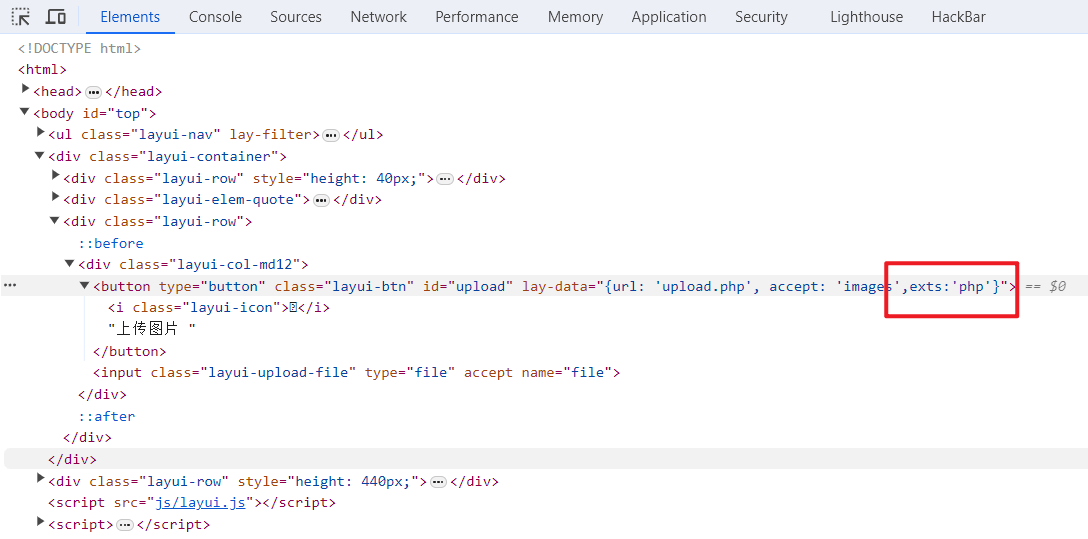 Elements Console Sources Network Performance Memory Application Security Lighthouse HackBar
<!DOCTYPE html>
<html>
<head>…</head>
<body id="top">
<ul class="layui-nav" lay-filter>…</ul>
<div class="layui-container">
<div class="layui-row" style="height: 40px;">…</div>
<div class="layui-elem-quote">…</div>
<div class="layui-row">
::before
<div class="layui-col-md12">
<button type="button" class="layui-btn" id="upload" lay-data="{url: 'upload.php', accept: 'images',exts:'php'}"> == $0
<i class="layui-icon"></i>
"上传图片 "
</button>
<input class="layui-upload-file" type="file" accept name="file">
</div>
::after
</div>
</div>
<div class="layui-row" style="height: 440px;">…</div>
<script src="js/layui.js"></script>
<script>…</script>